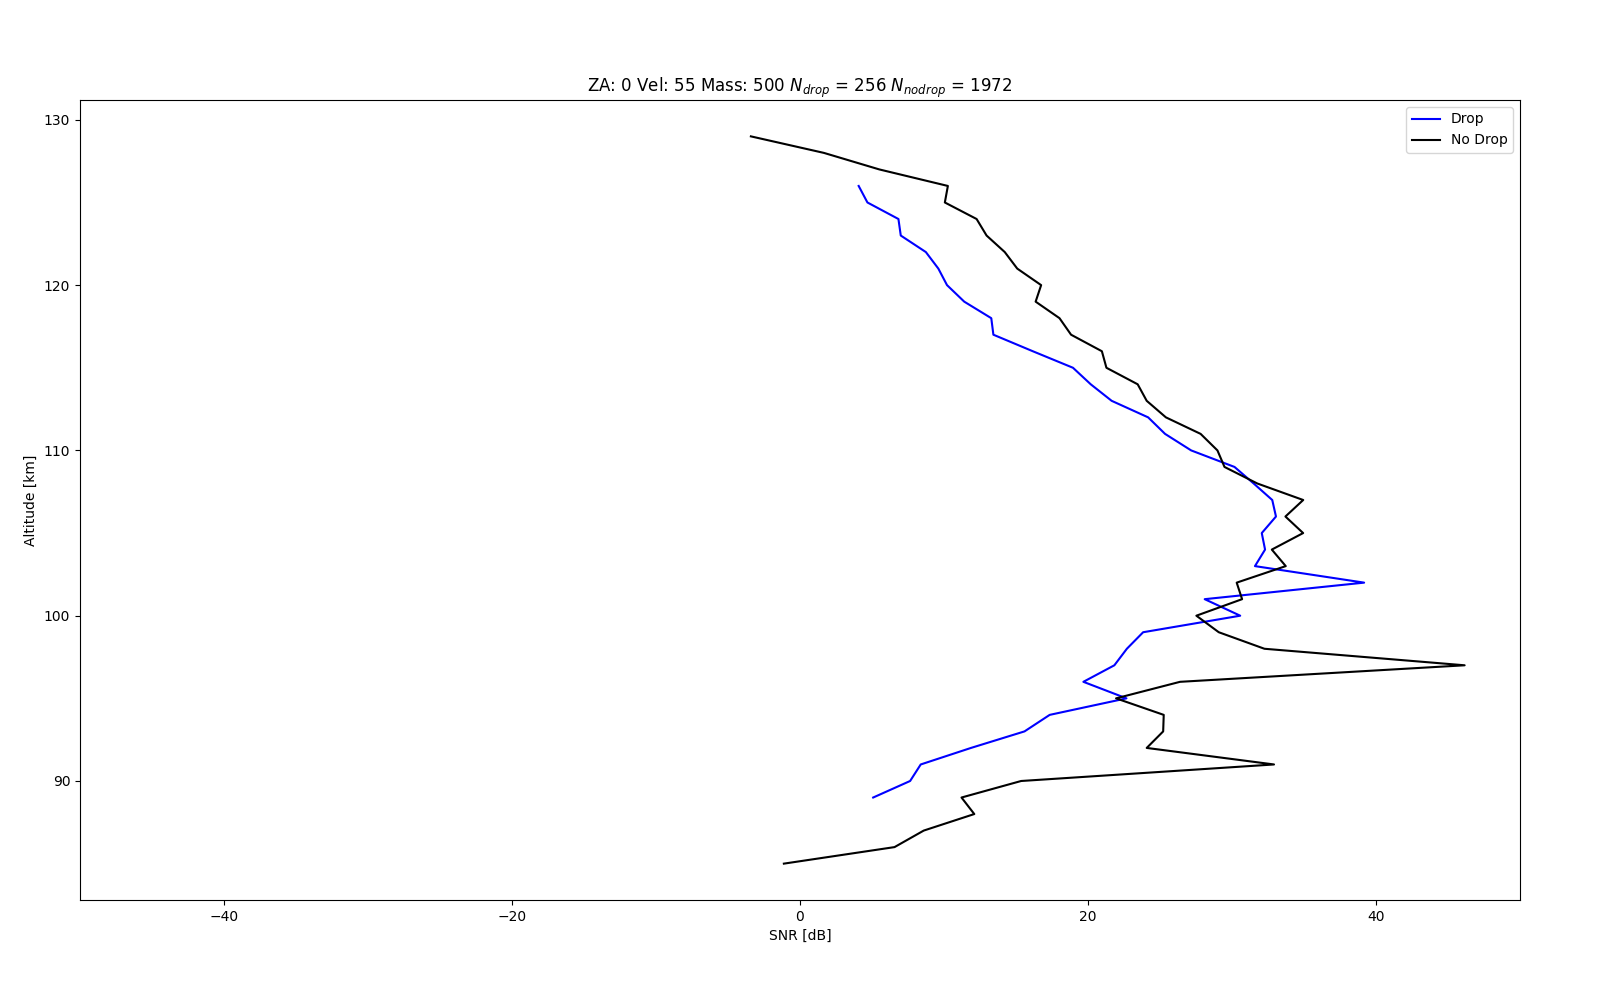 ZA: 0 Vel: 55 Mass: 500 N_drop = 256 N_nodrop = 1972
Drop
No Drop
130
120
110
100
90
Altitude [km]
−40
−20
0
20
40
SNR [dB]